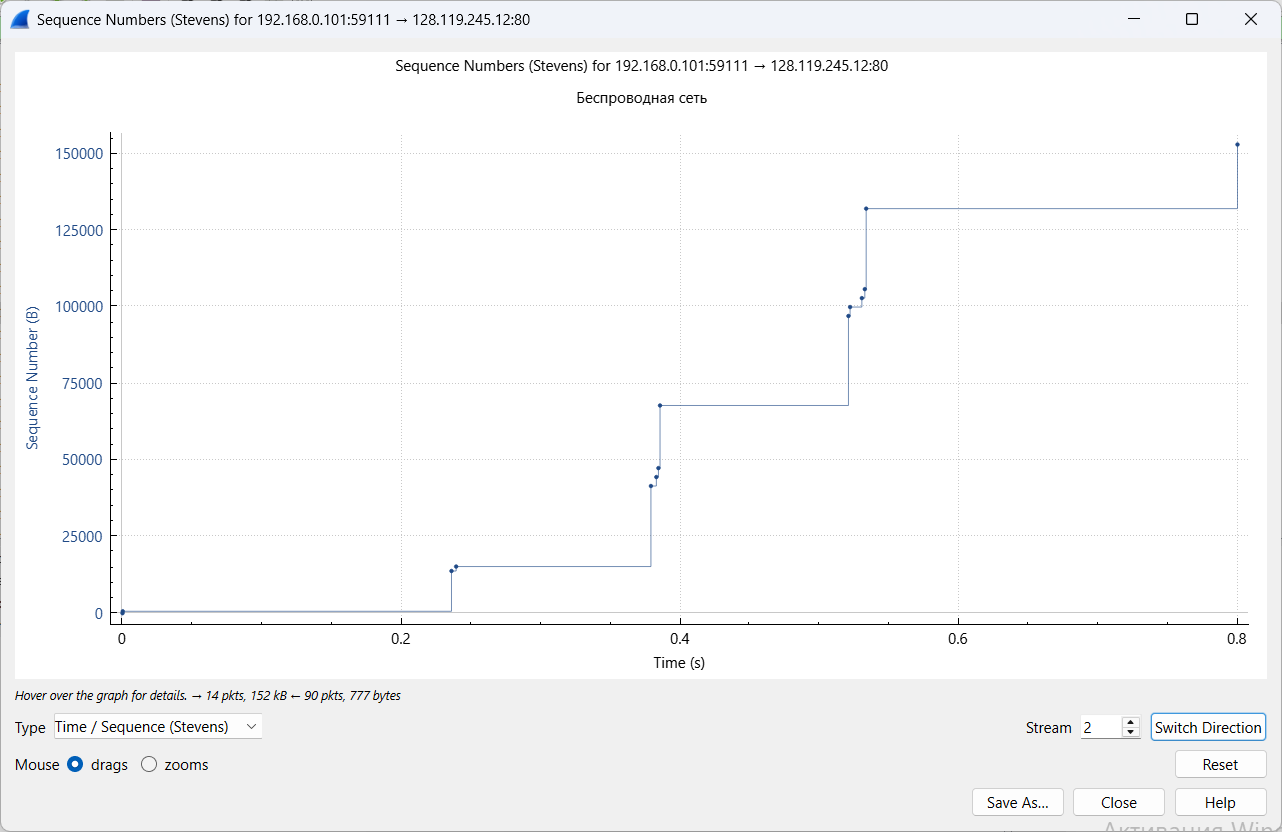 Sequence Numbers (Stevens) for 192.168.0.101:59111 → 128.119.245.12:80
Sequence Numbers (Stevens) for 192.168.0.101:59111 → 128.119.245.12:80
Беспроводная сеть
150000
125000
100000
75000
50000
25000
0
Sequence Number (B)
0 0.2 0.4 0.6 0.8
Time (s)
Hover over the graph for details. → 14 pkts, 152 kB ← 90 pkts, 777 bytes
Type Time / Sequence (Stevens) Stream 2 Switch Direction
Mouse drags zooms Reset
Save As... Close Help
Активация Win